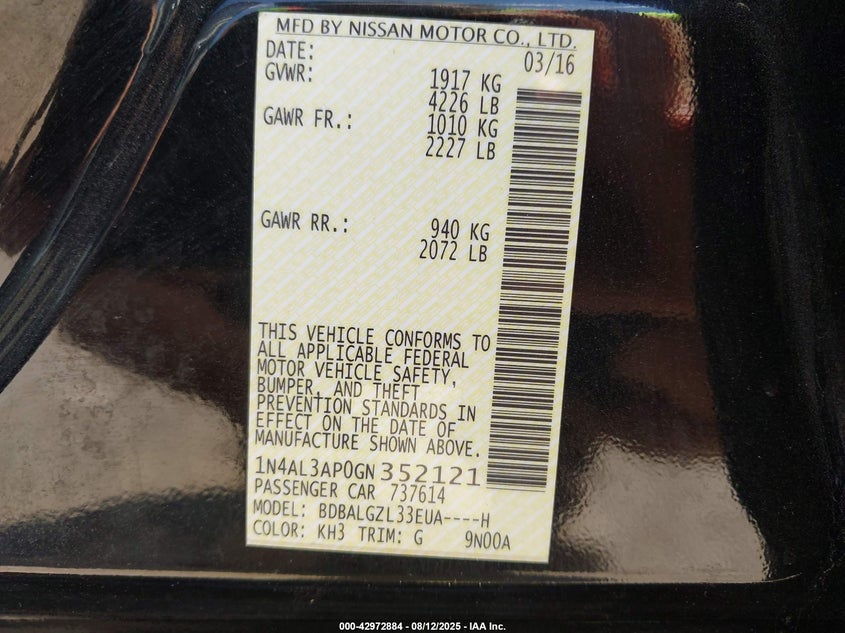 MFD BY NISSAN MOTOR CO., LTD.
DATE: 03/16
GVWR: 1917 KG
4226 LB
GAWR FR.: 1010 KG
2227 LB
GAWR RR.: 940 KG
2072 LB
THIS VEHICLE CONFORMS TO
ALL APPLICABLE FEDERAL
MOTOR VEHICLE SAFETY,
BUMPER, AND THEFT
PREVENTION STANDARDS IN
EFFECT ON THE DATE OF
MANUFACTURE SHOWN ABOVE.
1N4AL3AP0GN352121
PASSENGER CAR 737614
MODEL: BDBALGZL33EUA----H
COLOR: KH3 TRIM: G 9N00A
000-42972884 - 08/12/2025 - IAA Inc.